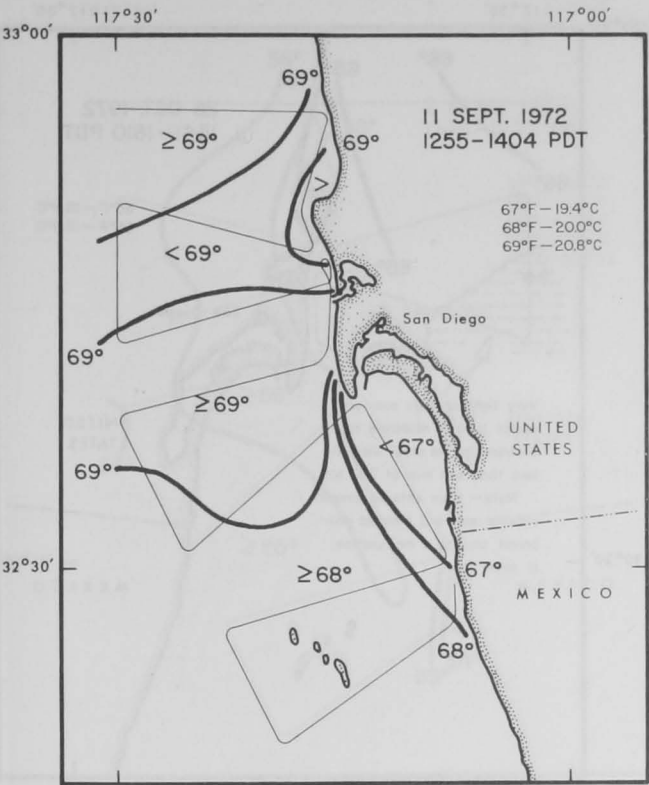 117°30′
117°00′
33°00′
69°
11 SEPT. 1972
1255–1404 PDT
≥69°
69°
>
67°F – 19.4°C
68°F – 20.0°C
69°F – 20.8°C
<69°
San Diego
69°
≥69°
<67°
UNITED
STATES
69°
32°30′
≥68°
67°
MEXICO
68°